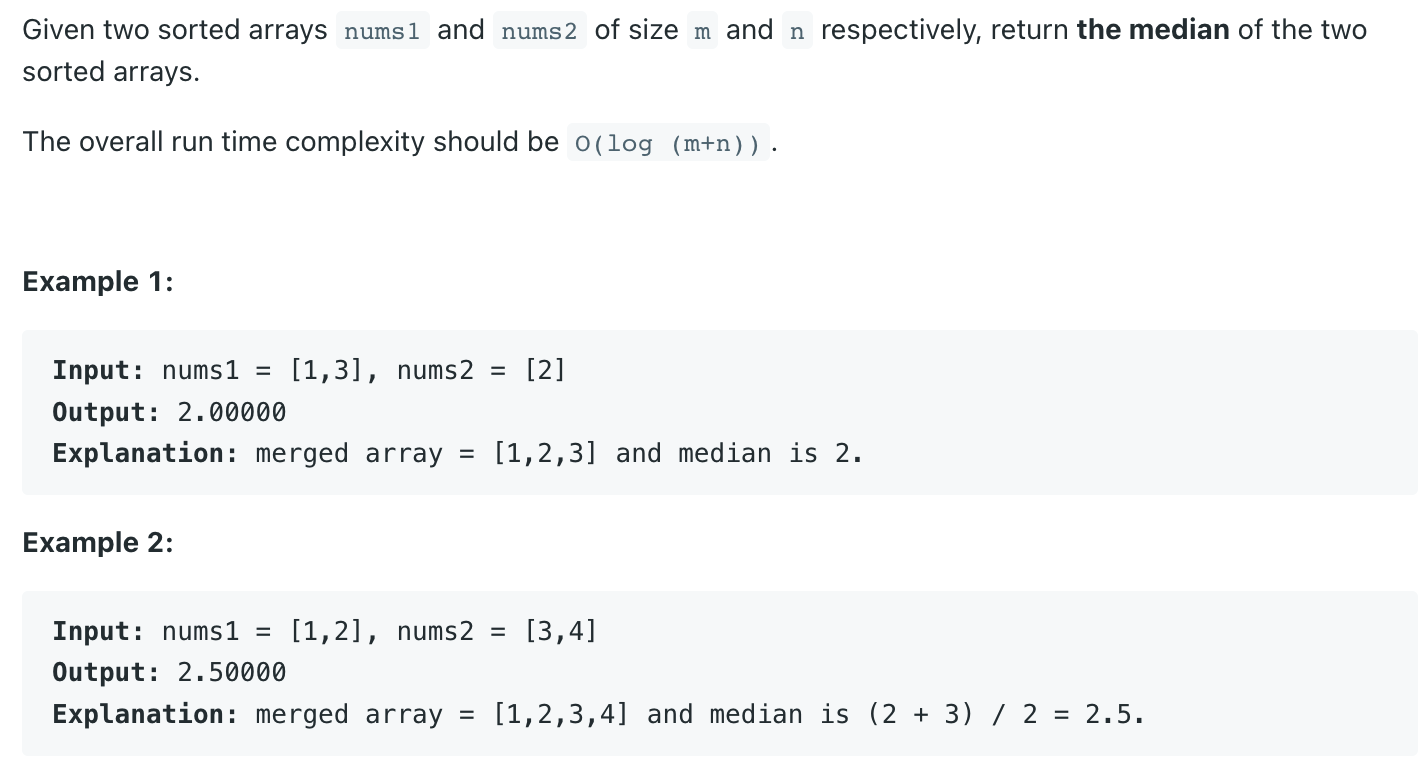 Given two sorted arrays nums1 and nums2 of size m and n respectively, return the median of the two
sorted arrays.
The overall run time complexity should be O(log (m+n)).
Example 1:
Input: nums1 = [1,3], nums2 = [2]
Output: 2.00000
Explanation: merged array = [1,2,3] and median is 2.
Example 2:
Input: nums1 = [1,2], nums2 = [3,4]
Output: 2.50000
Explanation: merged array = [1,2,3,4] and median is (2 + 3) / 2 = 2.5.